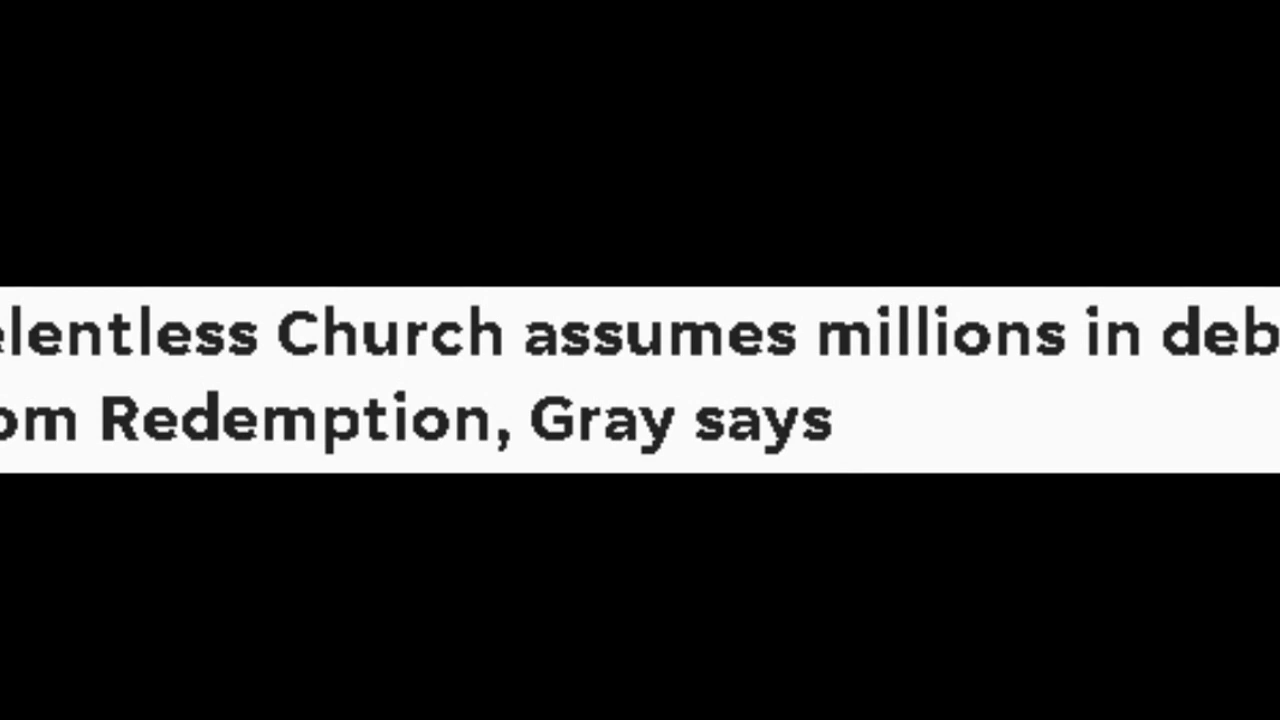 elentless Church assumes millions in deb
om Redemption, Gray says